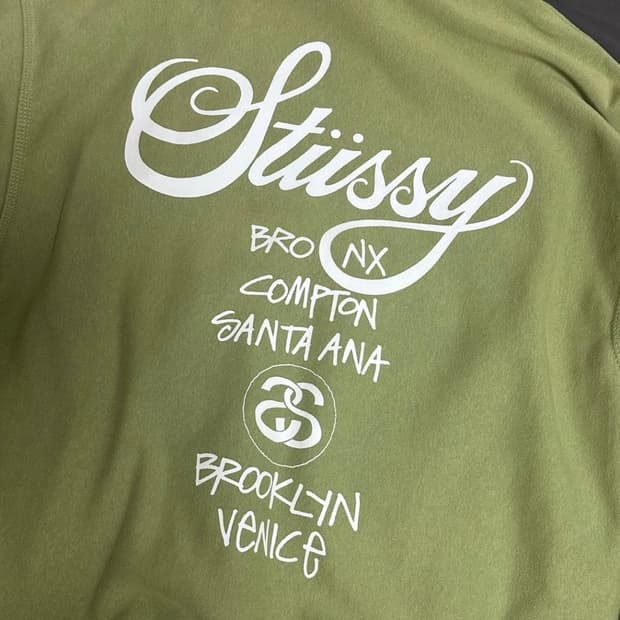 Stüssy
BRONX
COMPTON
SANTA ANA
SS
BROOKLYN
VENICE